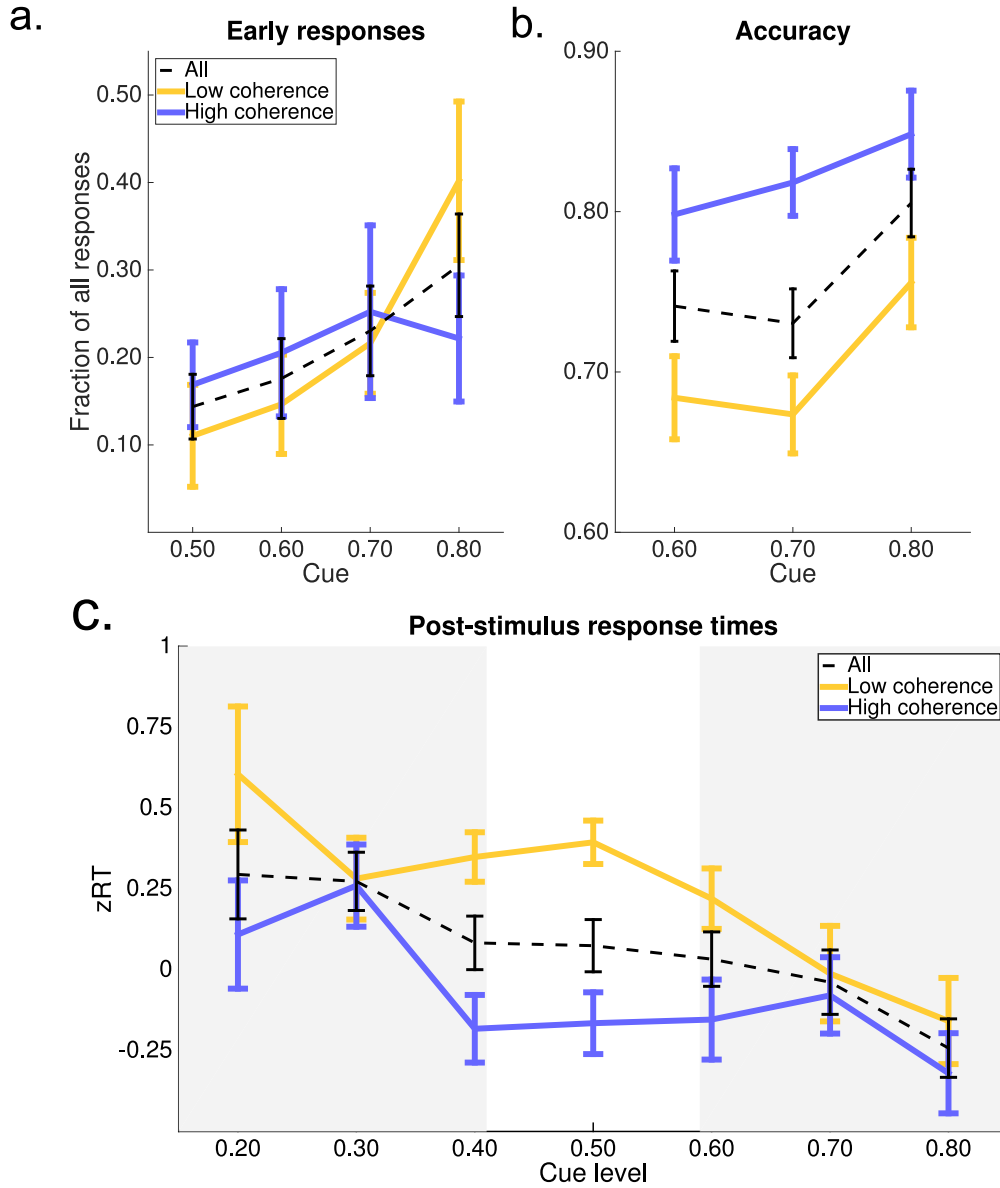 a.
Early responses
All
Low coherence
High coherence
Fraction of all responses
0.50
0.40
0.30
0.20
0.10
0.50 0.60 0.70 0.80
Cue
b.
Accuracy
0.90
0.80
0.70
0.60
0.60 0.70 0.80
Cue
c.
Post-stimulus response times
All
Low coherence
High coherence
zRT
1
0.75
0.5
0.25
0
-0.25
0.20 0.30 0.40 0.50 0.60 0.70 0.80
Cue level